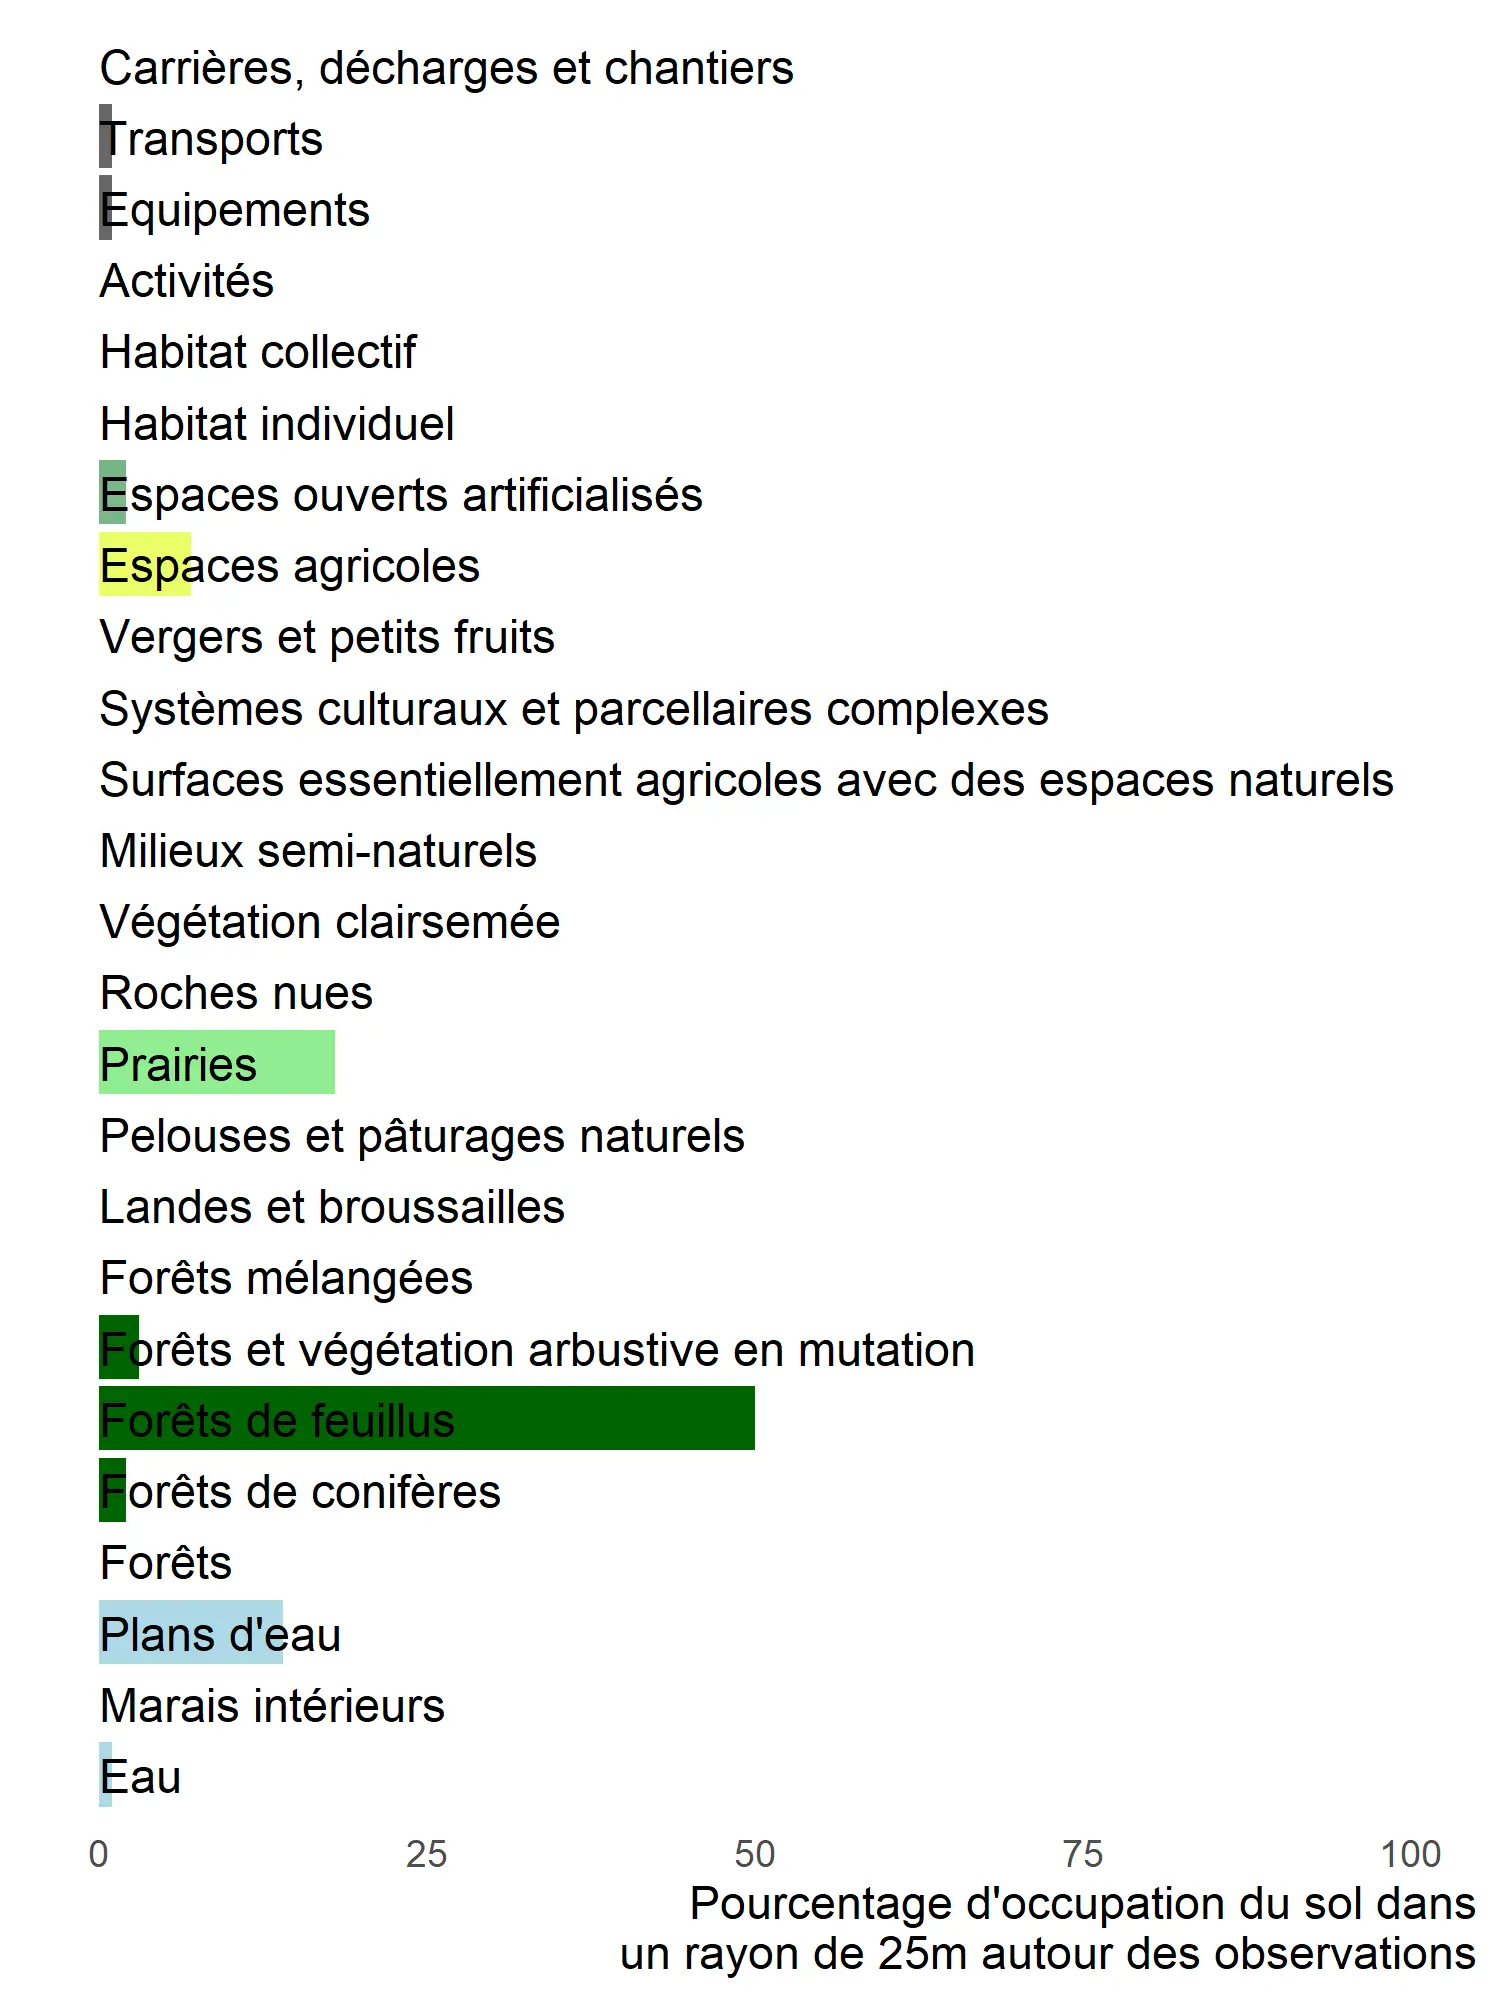 Carrières, décharges et chantiers
Transports
Equipements
Activités
Habitat collectif
Habitat individuel
Espaces ouverts artificialisés
Espaces agricoles
Vergers et petits fruits
Systèmes culturaux et parcellaires complexes
Surfaces essentiellement agricoles avec des espaces naturels
Milieux semi-naturels
Végétation clairsemée
Roches nues
Prairies
Pelouses et pâturages naturels
Landes et broussailles
Forêts mélangées
Forêts et végétation arbustive en mutation
Forêts de feuillus
Forêts de conifères
Forêts
Plans d'eau
Marais intérieurs
Eau
0 25 50 75 100
Pourcentage d'occupation du sol dans
un rayon de 25m autour des observations